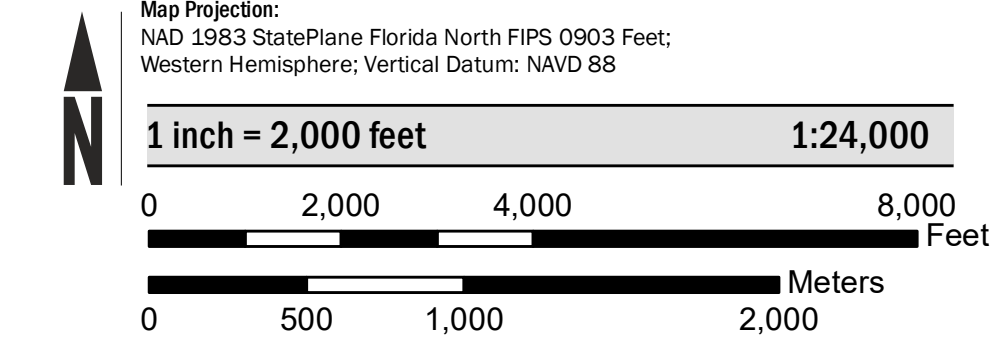 Map Projection:
NAD 1983 StatePlane Florida North FIPS 0903 Feet;
Western Hemisphere; Vertical Datum: NAVD 88
N
1 inch = 2,000 feet 1:24,000
0 2,000 4,000 8,000
Feet
Meters
0 500 1,000 2,000